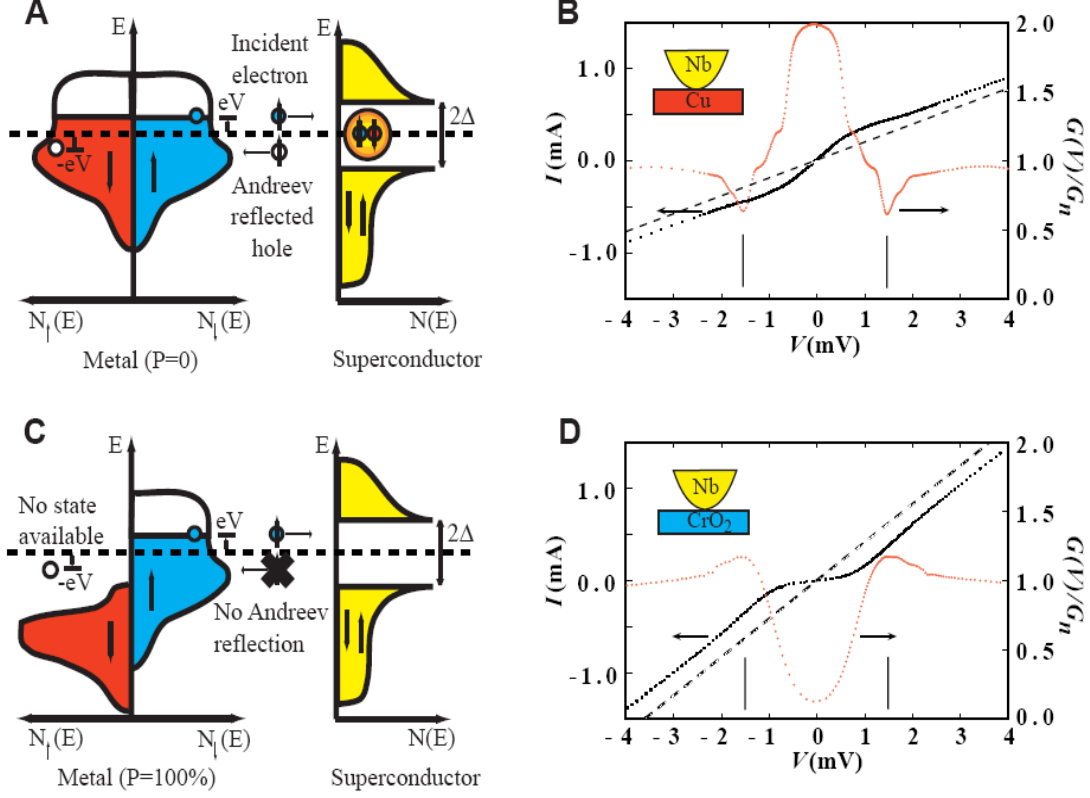 A
E
Incident
electron
eV
-eV
2Δ
Andreev
reflected
hole
N↑(E)
N↓(E)
N(E)
Metal (P=0)
Superconductor
B
Nb
Cu
I (mA)
1.0
0.0
-1.0
2.0
1.5
1.0
0.5
0.0
G(V)/Gn
- 4 - 3 - 2 - 1 0 1 2 3 4
V(mV)
C
E
No state
available
eV
-eV
2Δ
No Andreev
reflection
N↑(E)
N↓(E)
N(E)
Metal (P=100%)
Superconductor
D
Nb
CrO2
I (mA)
1.0
0.0
-1.0
2.0
1.5
1.0
0.5
0.0
G(V)/Gn
- 4 - 3 - 2 - 1 0 1 2 3 4
V(mV)